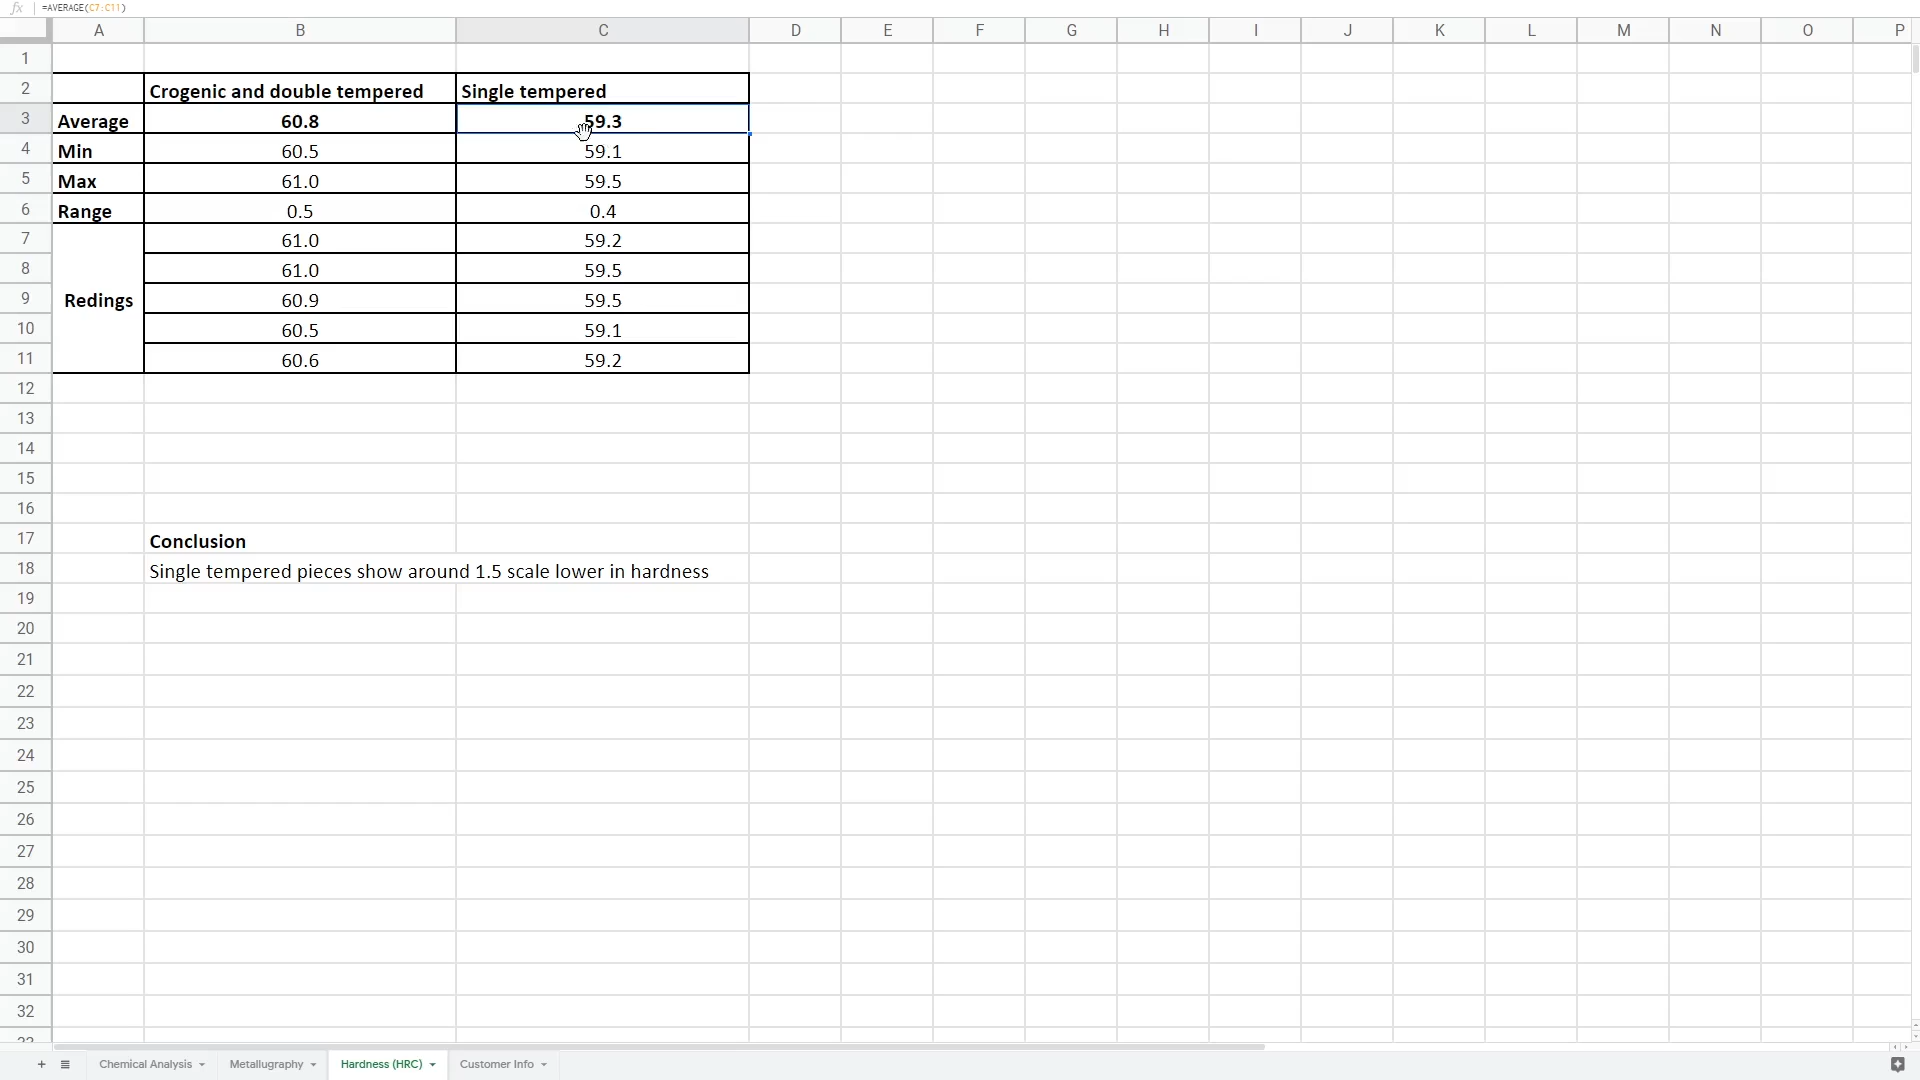 fx =AVERAGE(C7:C11)
A B C D E F G H I J K L M N O P
1
2 Crogenic and double tempered Single tempered
3 Average 60.8 59.3
4 Min 60.5 59.1
5 Max 61.0 59.5
6 Range 0.5 0.4
7 61.0 59.2
8 61.0 59.5
9 Redings 60.9 59.5
10 60.5 59.1
11 60.6 59.2
12
13
14
15
16
17 Conclusion
18 Single tempered pieces show around 1.5 scale lower in hardness
19
20
21
22
23
24
25
26
27
28
29
30
31
32
33
Chemical Analysis Metallugraphy Hardness (HRC) Customer Info